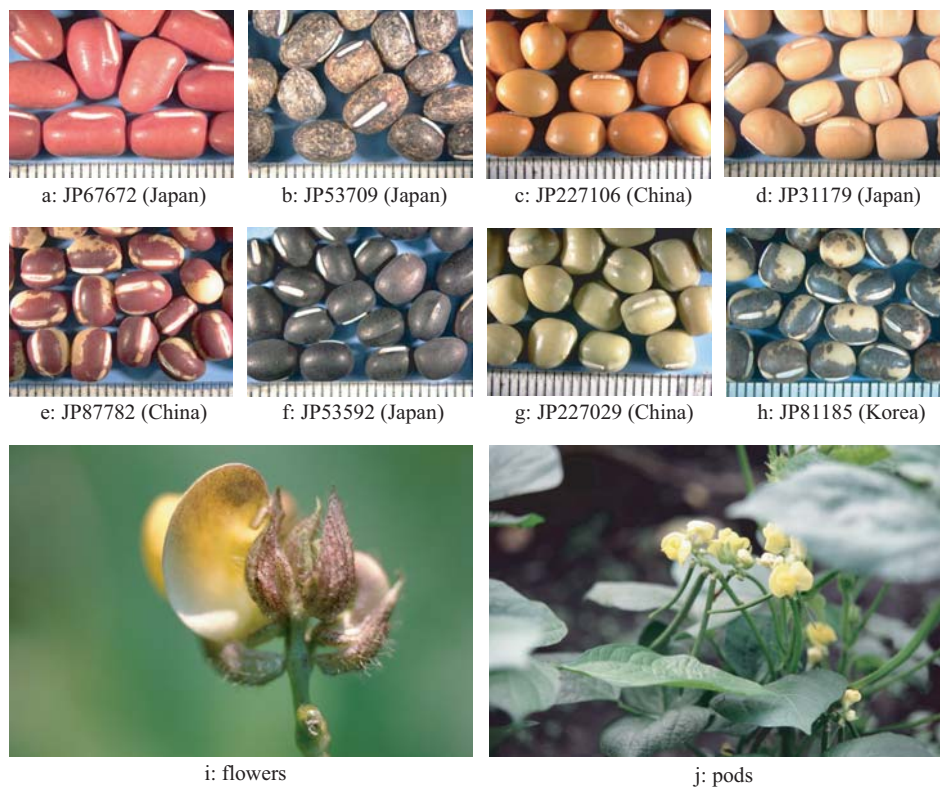 a: JP67672 (Japan)
b: JP53709 (Japan)
c: JP227106 (China)
d: JP31179 (Japan)
e: JP87782 (China)
f: JP53592 (Japan)
g: JP227029 (China)
h: JP81185 (Korea)
i: flowers
j: pods